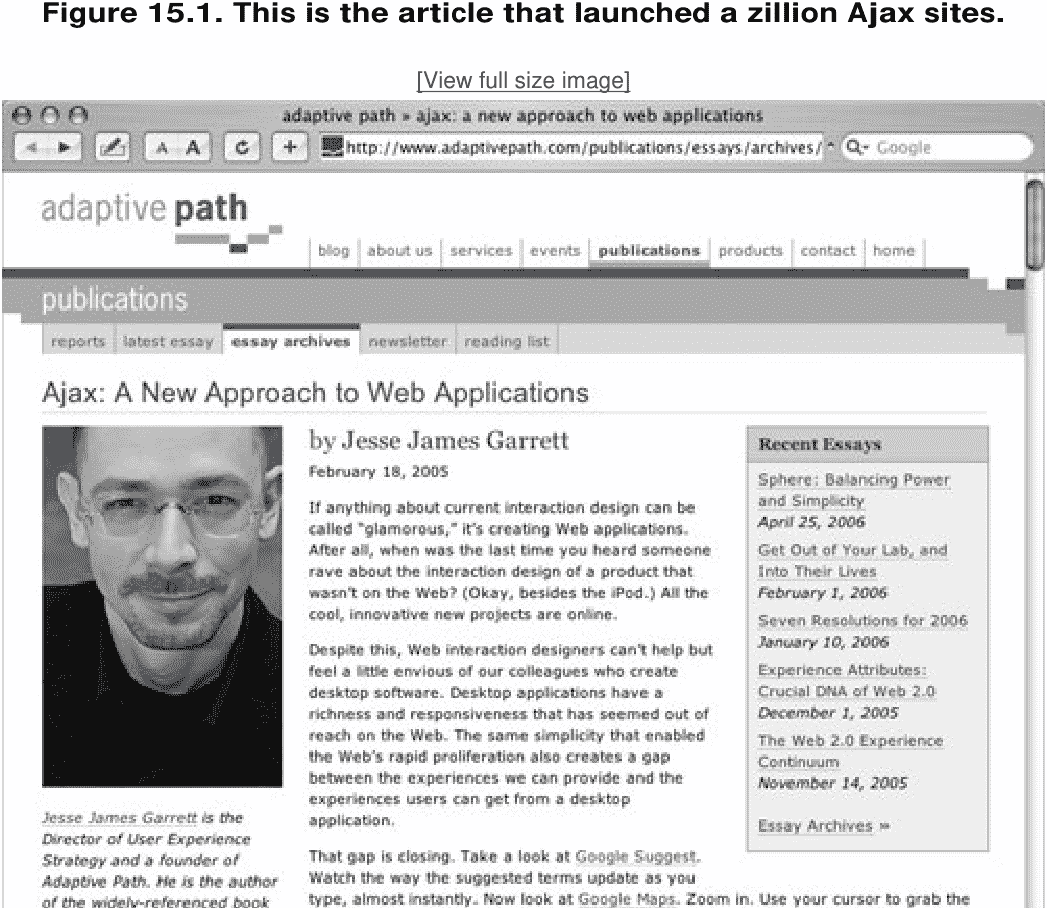 Figure 15.1. This is the article that launched a zillion Ajax sites.
[View full size image]
adaptive path » ajax: a new approach to web applications
A A + http://www.adaptivepath.com/publications/essays/archives/ Google
adaptive path
blog about us services events publications products contact home
publications
reports latest essay essay archives newsletter reading list
Ajax: A New Approach to Web Applications
by Jesse James Garrett
February 18, 2005
If anything about current interaction design can be
called "glamorous," it's creating Web applications.
After all, when was the last time you heard someone
rave about the interaction design of a product that
wasn't on the Web? (Okay, besides the iPod.) All the
cool, innovative new projects are online.
Despite this, Web interaction designers can't help but
feel a little envious of our colleagues who create
desktop software. Desktop applications have a
richness and responsiveness that has seemed out of
reach on the Web. The same simplicity that enabled
the Web's rapid proliferation also creates a gap
between the experiences we can provide and the
experiences users can get from a desktop
application.
That gap is closing. Take a look at Google Suggest.
Watch the way the suggested terms update as you
type, almost instantly. Now look at Google Maps. Zoom in. Use your cursor to grab the
Recent Essays
Sphere: Balancing Power
and Simplicity
April 25, 2006
Get Out of Your Lab, and
Into Their Lives
February 1, 2006
Seven Resolutions for 2006
January 10, 2006
Experience Attributes:
Crucial DNA of Web 2.0
December 1, 2005
The Web 2.0 Experience
Continuum
November 14, 2005
Essay Archives »
Jesse James Garrett is the
Director of User Experience
Strategy and a founder of
Adaptive Path. He is the author
of the widely-referenced book